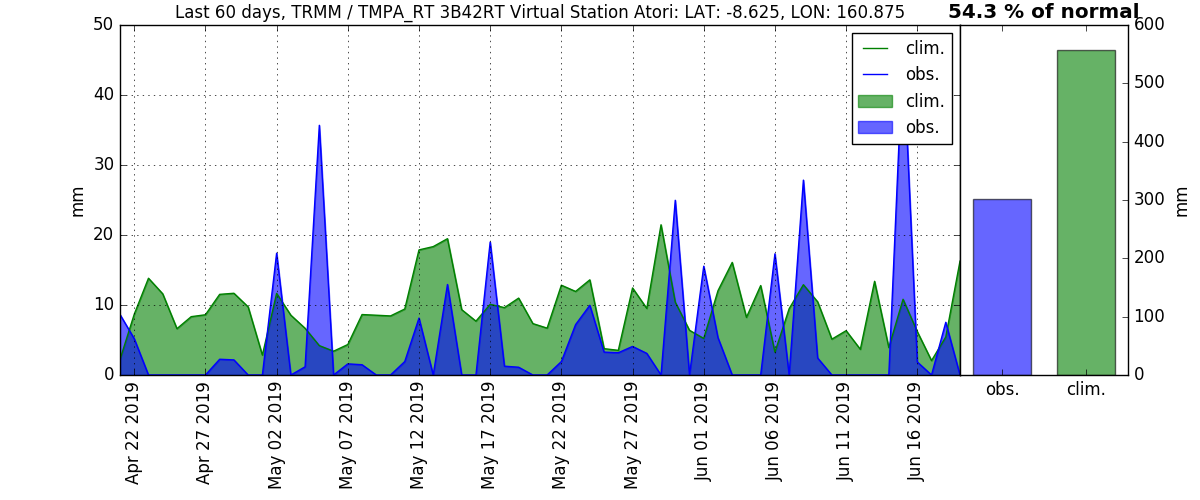 Last 60 days, TRMM / TMPA_RT 3B42RT Virtual Station Atori: LAT: -8.625, LON: 160.875
54.3 % of normal
50
40
30
20
10
0
mm
clim.
obs.
clim.
obs.
600
500
400
300
200
100
0
mm
obs.
clim.
Apr 22 2019
Apr 27 2019
May 02 2019
May 07 2019
May 12 2019
May 17 2019
May 22 2019
May 27 2019
Jun 01 2019
Jun 06 2019
Jun 11 2019
Jun 16 2019